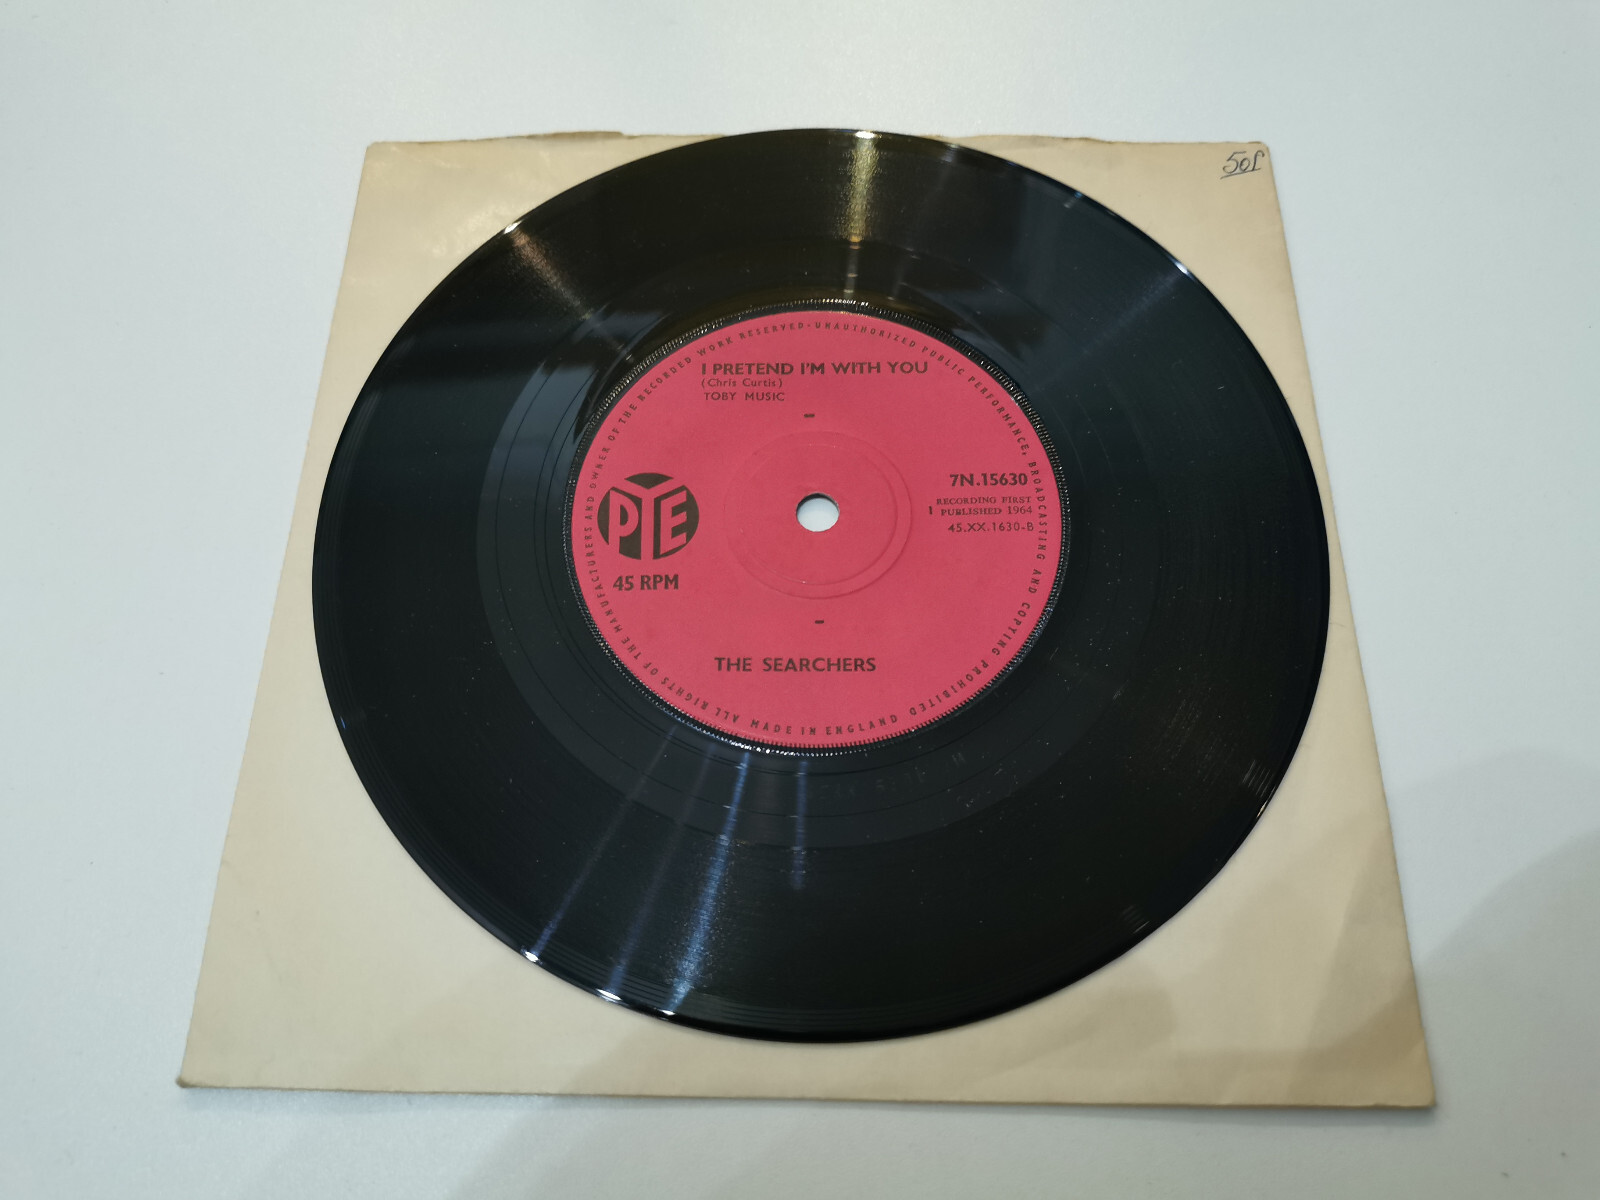 50p
ALL RIGHTS OF THE MANUFACTURERS AND OWNER OF THE RECORDED WORK RESERVED · UNAUTHORIZED PUBLIC PERFORMANCE, BROADCASTING AND COPYING PROHIBITED
I PRETEND I'M WITH YOU
(Chris Curtis)
TOBY MUSIC
7N.15630
RECORDING FIRST
1 PUBLISHED 1964
45.XX.1630-B
PYE
45 RPM
THE SEARCHERS
MADE IN ENGLAND